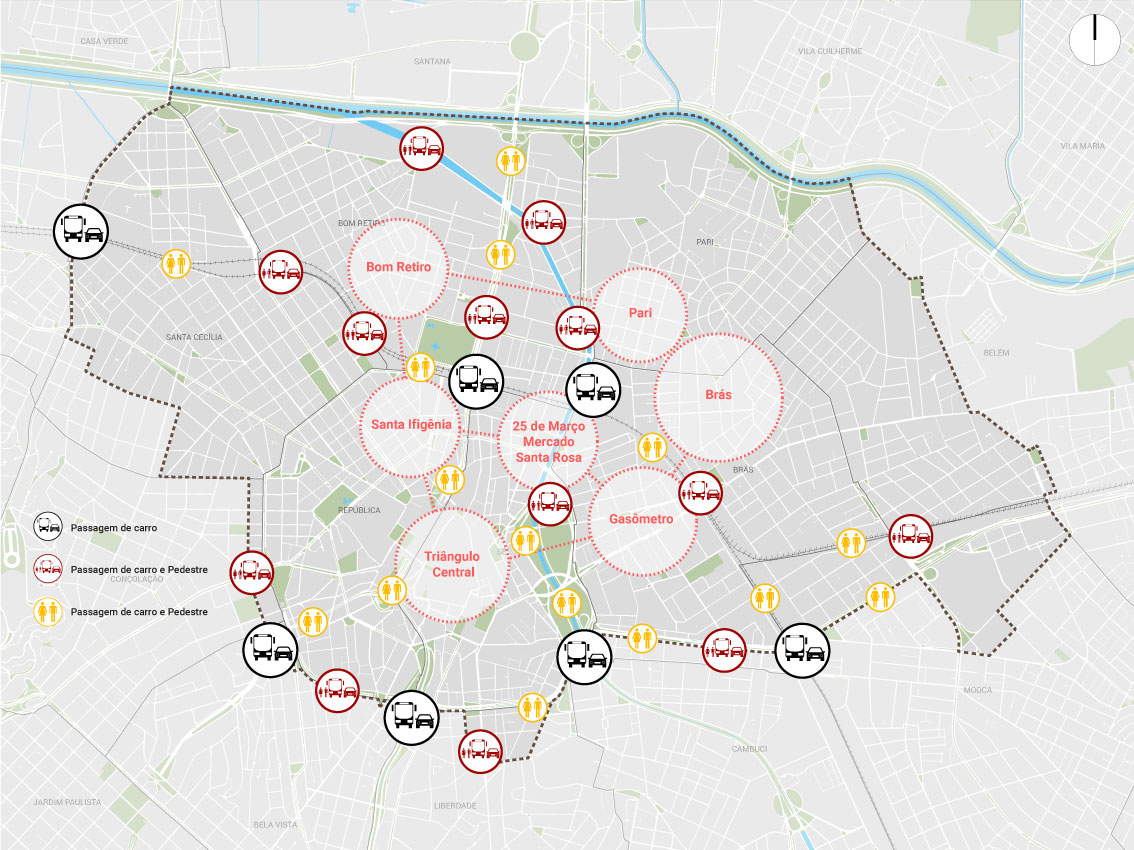 CASA VERDE
SANTANA
VILA GUILHERME
VILA MARIA
BOM RETIRO
PARI
Bom Retiro
Pari
SANTA CECÍLIA
BELÉM
Brás
Santa Ifigênia
25 de Março
Mercado
Santa Rosa
BRÁS
REPÚBLICA
Gasômetro
Passagem de carro
Triângulo
Central
Passagem de carro e Pedestre
CONCOLAÇÃO
Passagem de carro e Pedestre
MOOCA
CAMBUCI
JARDIM PAULISTA
LIBERDADE
BELA VISTA